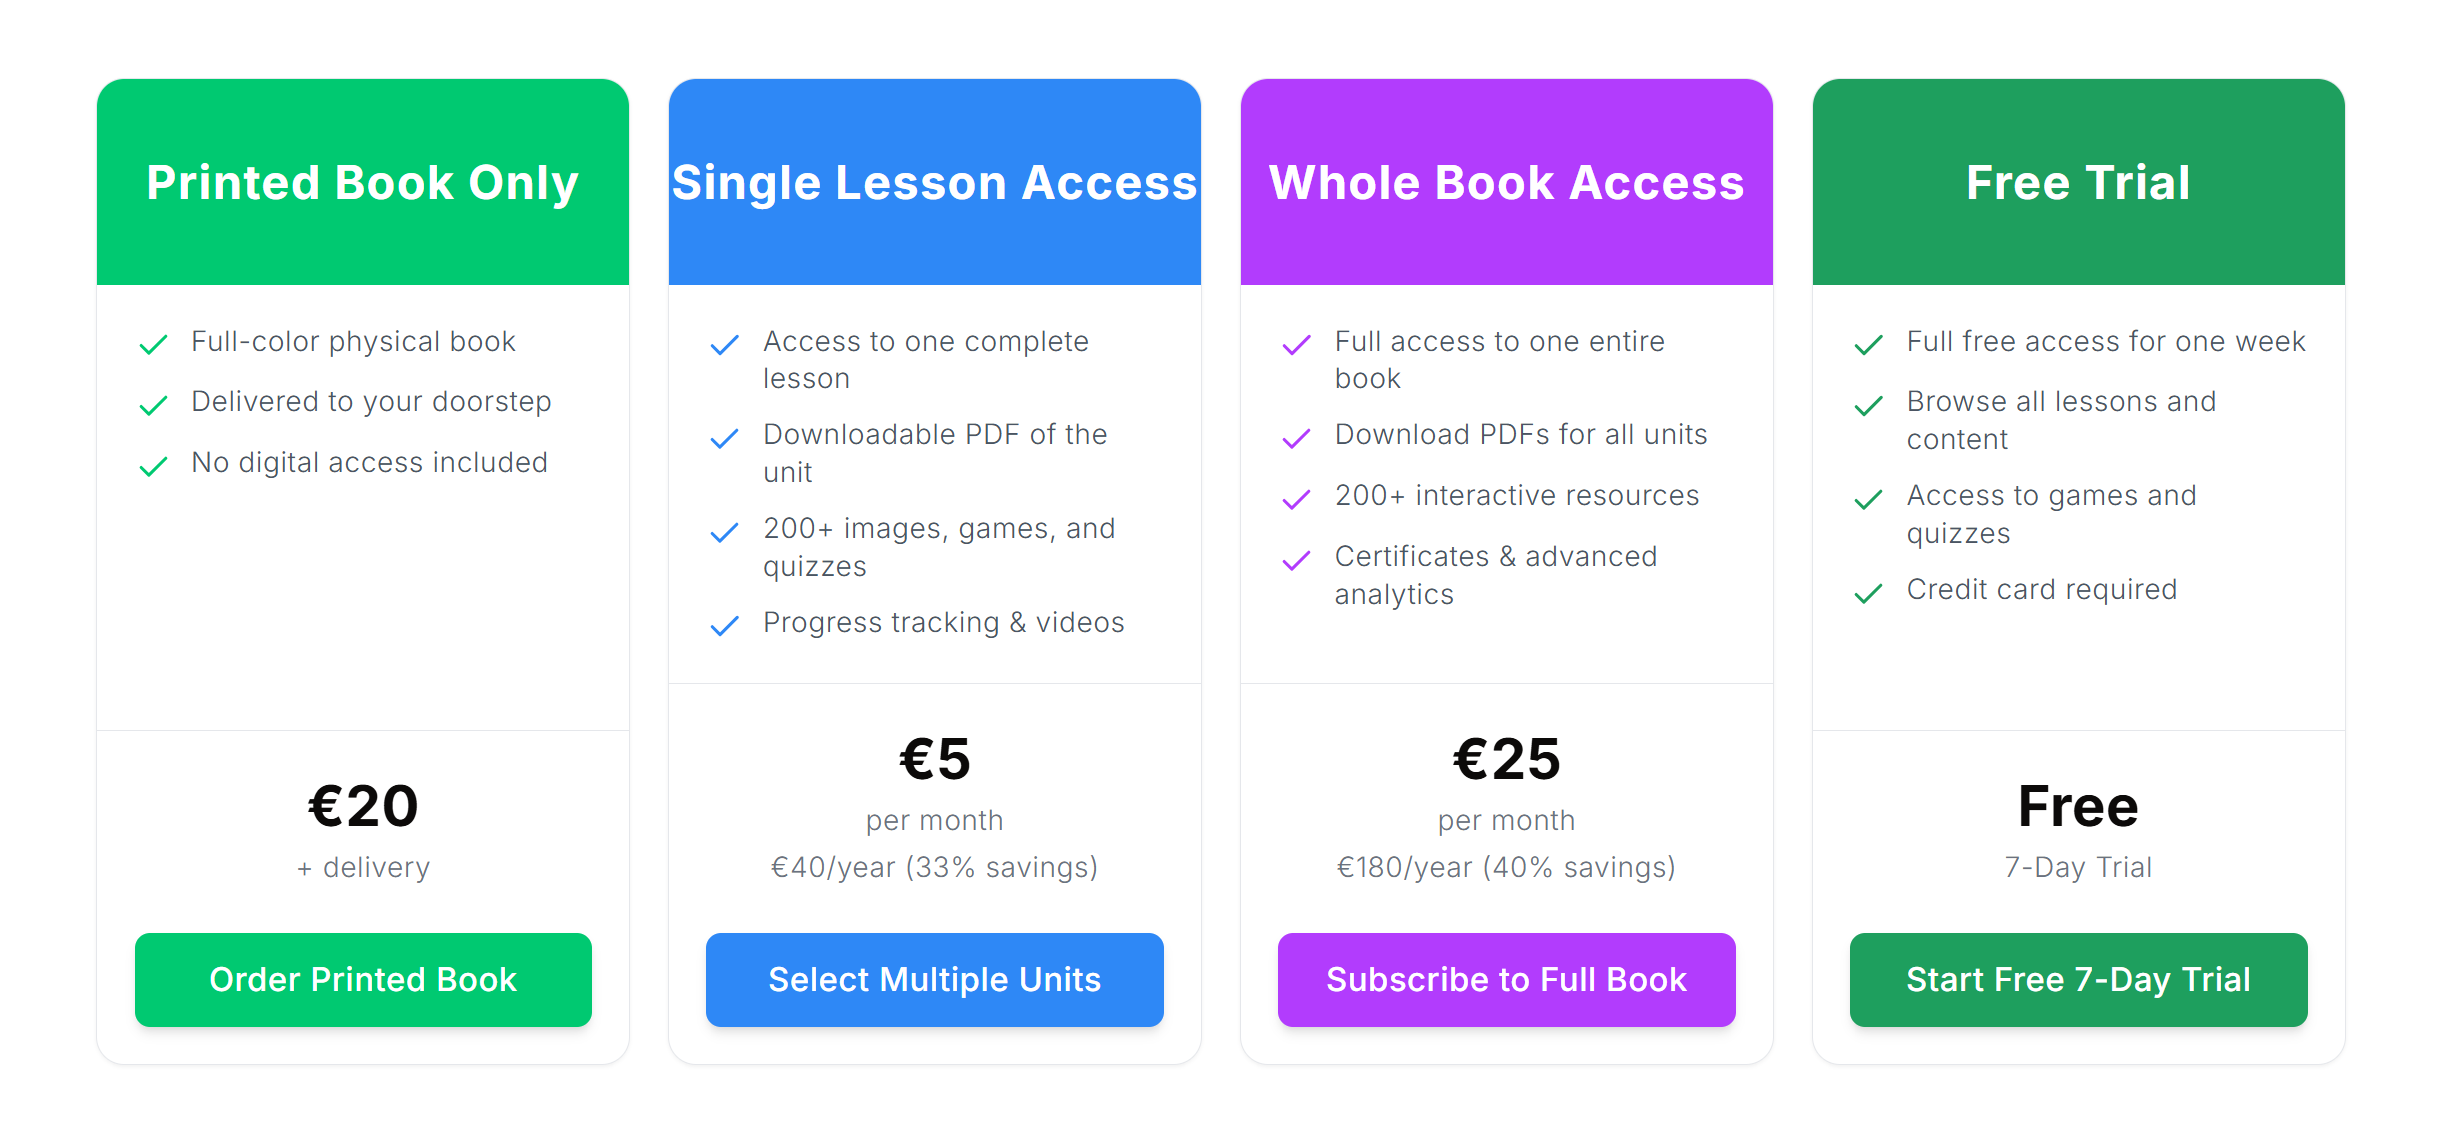 Printed Book Only
Full-color physical book
Delivered to your doorstep
No digital access included
€20
+ delivery
Order Printed Book
Single Lesson Access
Access to one complete
lesson
Downloadable PDF of the
unit
200+ images, games, and
quizzes
Progress tracking & videos
€5
per month
€40/year (33% savings)
Select Multiple Units
Whole Book Access
Full access to one entire
book
Download PDFs for all units
200+ interactive resources
Certificates & advanced
analytics
€25
per month
€180/year (40% savings)
Subscribe to Full Book
Free Trial
Full free access for one week
Browse all lessons and
content
Access to games and
quizzes
Credit card required
Free
7-Day Trial
Start Free 7-Day Trial